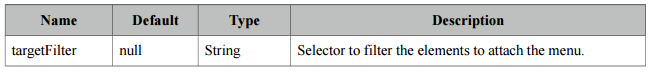 Name Default Type Description
targetFilter null String Selector to filter the elements to attach the menu.